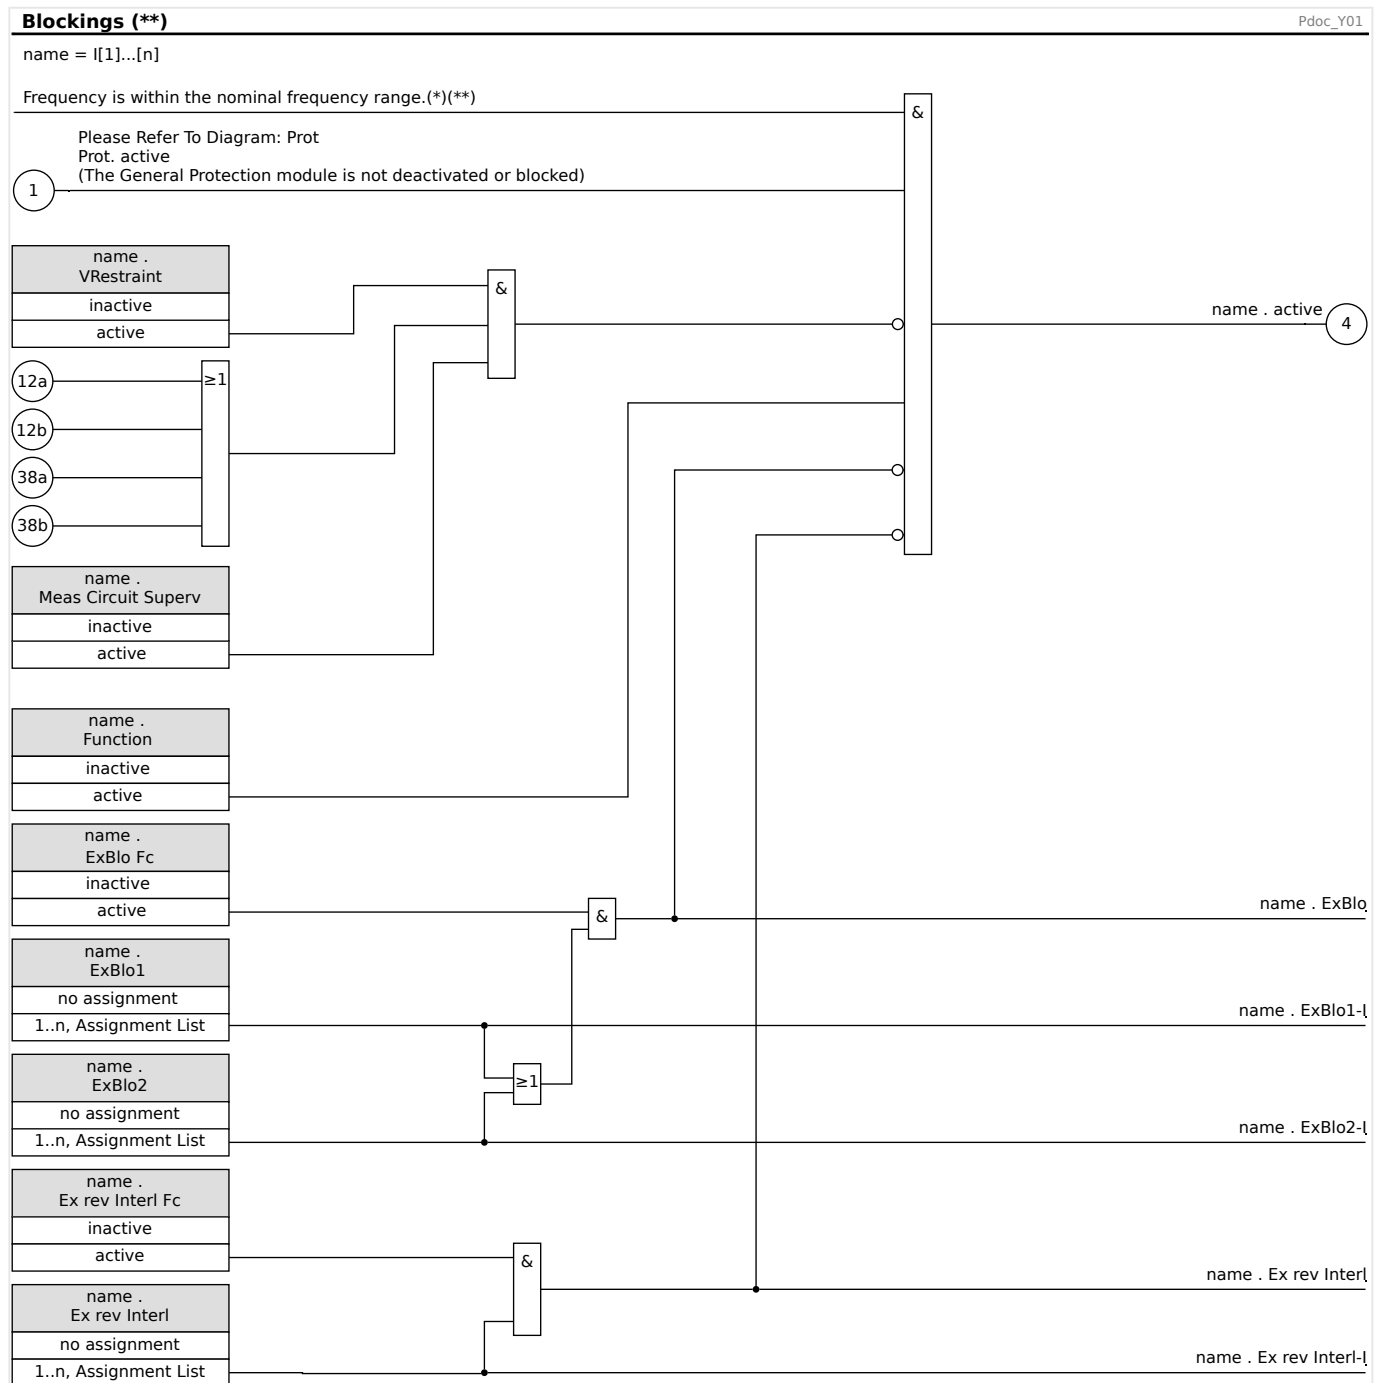 Blockings (**)
Pdoc_Y01
name = I[1]...[n]
Frequency is within the nominal frequency range.(*)(**)
&
Please Refer To Diagram: Prot
Prot. active
(The General Protection module is not deactivated or blocked)
1
name .
VRestraint
inactive
active
&
name . active
4
12a
≥1
12b
38a
38b
name .
Meas Circuit Superv
inactive
active
name .
Function
inactive
active
name .
ExBlo Fc
inactive
active
&
name . ExBlo
name .
ExBlo1
no assignment
1..n, Assignment List
name . ExBlo1-I
≥1
name .
ExBlo2
no assignment
1..n, Assignment List
name . ExBlo2-I
name .
Ex rev Interl Fc
inactive
active
&
name . Ex rev Interl
name .
Ex rev Interl
no assignment
1..n, Assignment List
name . Ex rev Interl-I